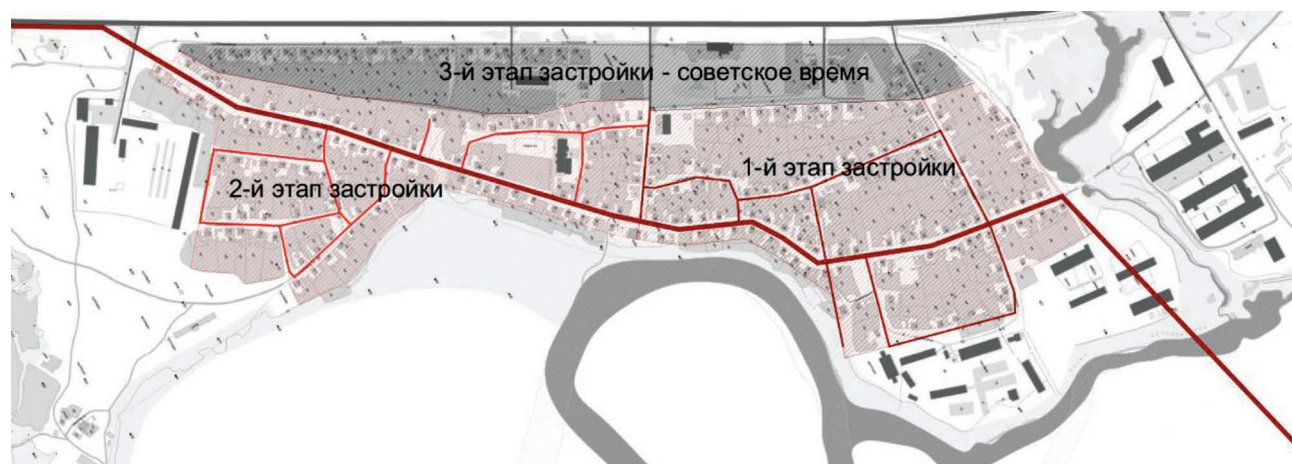 3-й этап застройки - советское время
1-й этап застройки
2-й этап застройки